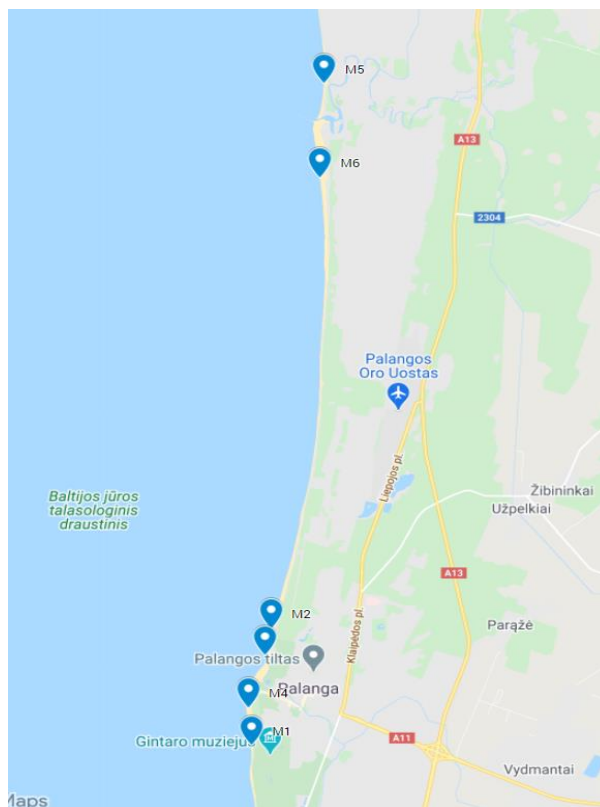 M5
A13
M6
2304
Palangos
Oro Uostas
Liepojos pl.
Baltijos jūros
talasologinis
draustinis
Žibininkai
Užpelkiai
A13
M2
Klaipėdos pl.
Parąžė
Palangos tiltas
Palanga
M4
M1
Gintaro muziejus
A11
Vydmantai
Maps